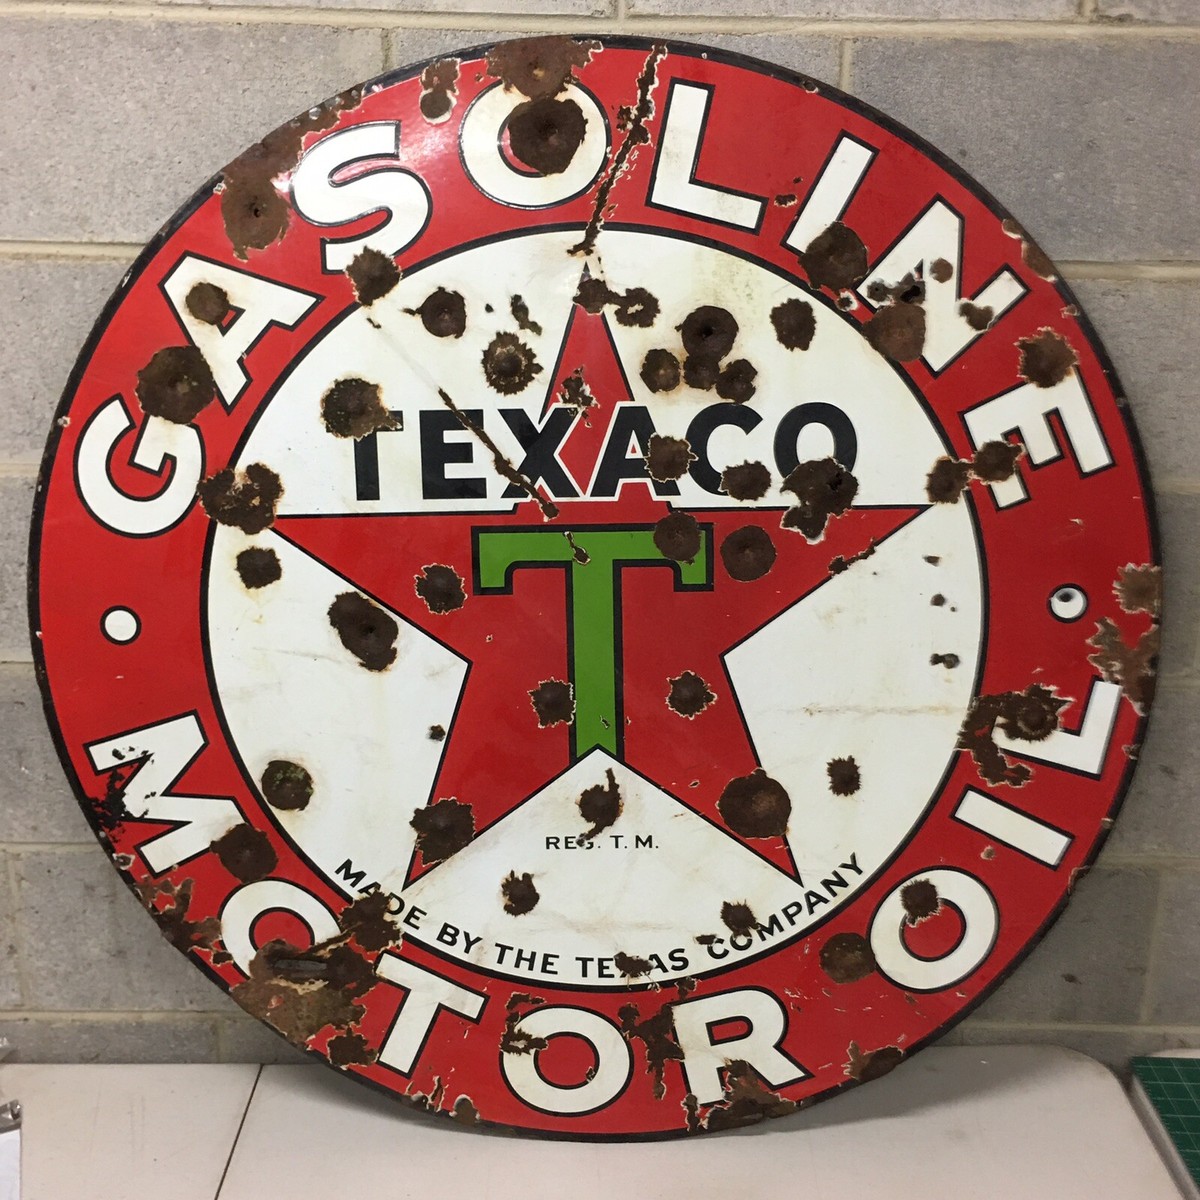 GASOLINE
TEXACO
T
REG. T. M.
MADE BY THE TEXAS COMPANY
MOTOR OIL